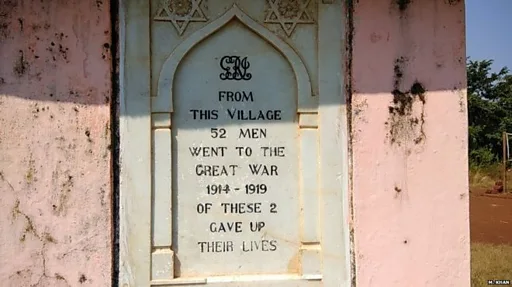 FROM
THIS VILLAGE
52 MEN
WENT TO THE
GREAT WAR
1914 - 1919
OF THESE 2
GAVE UP
THEIR LIVES
M. KHAN